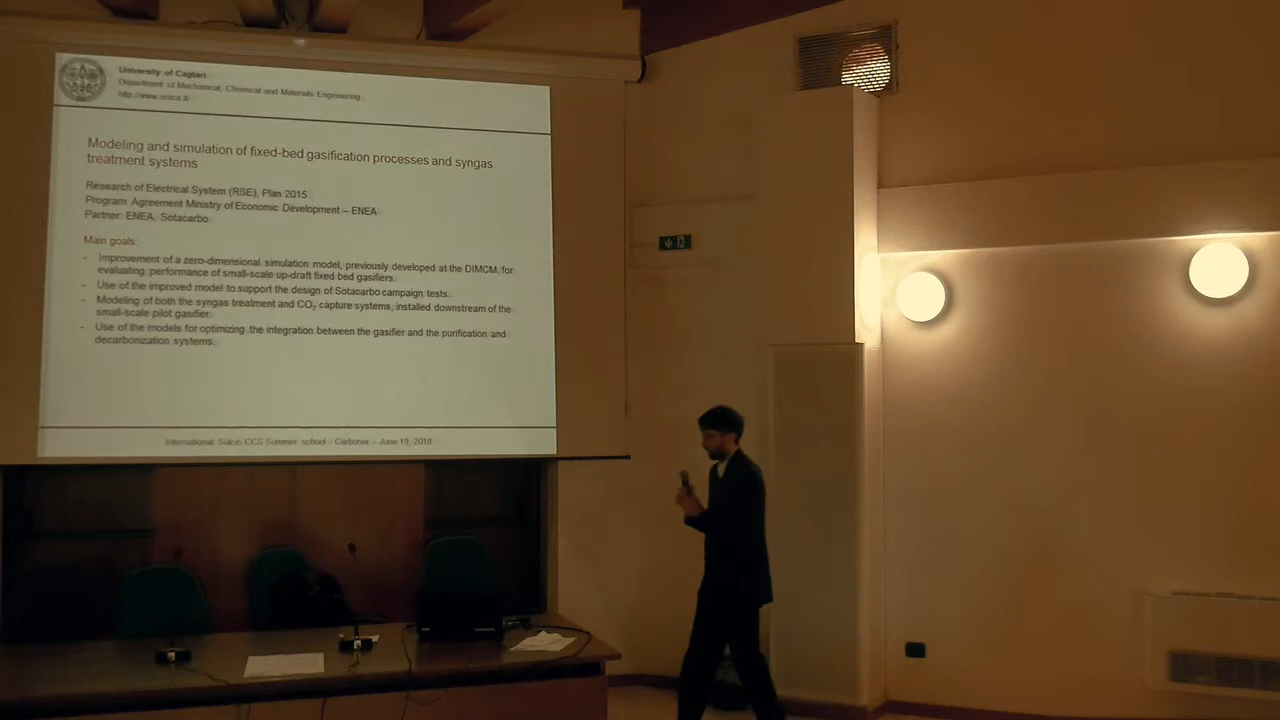 University of Cagliari
Department of Mechanical, Chemical and Materials Engineering
http://www.unica.it/
Modeling and simulation of fixed-bed gasification processes and syngas
treatment systems
Research of Electrical System (RSE), Plan 2015
Program Agreement Ministry of Economic Development – ENEA
Partner: ENEA, Sotacarbo
Main goals:
- Improvement of a zero-dimensional simulation model, previously developed at the DIMCM, for
evaluating performance of small-scale up-draft fixed bed gasifiers.
- Use of the improved model to support the design of Sotacarbo campaign tests.
- Modeling of both the syngas treatment and CO₂ capture systems, installed downstream of the
small-scale pilot gasifier.
- Use of the models for optimizing the integration between the gasifier and the purification and
decarbonization systems.
International Sulcis CCS Summer school – Carbonia – June 19, 2018